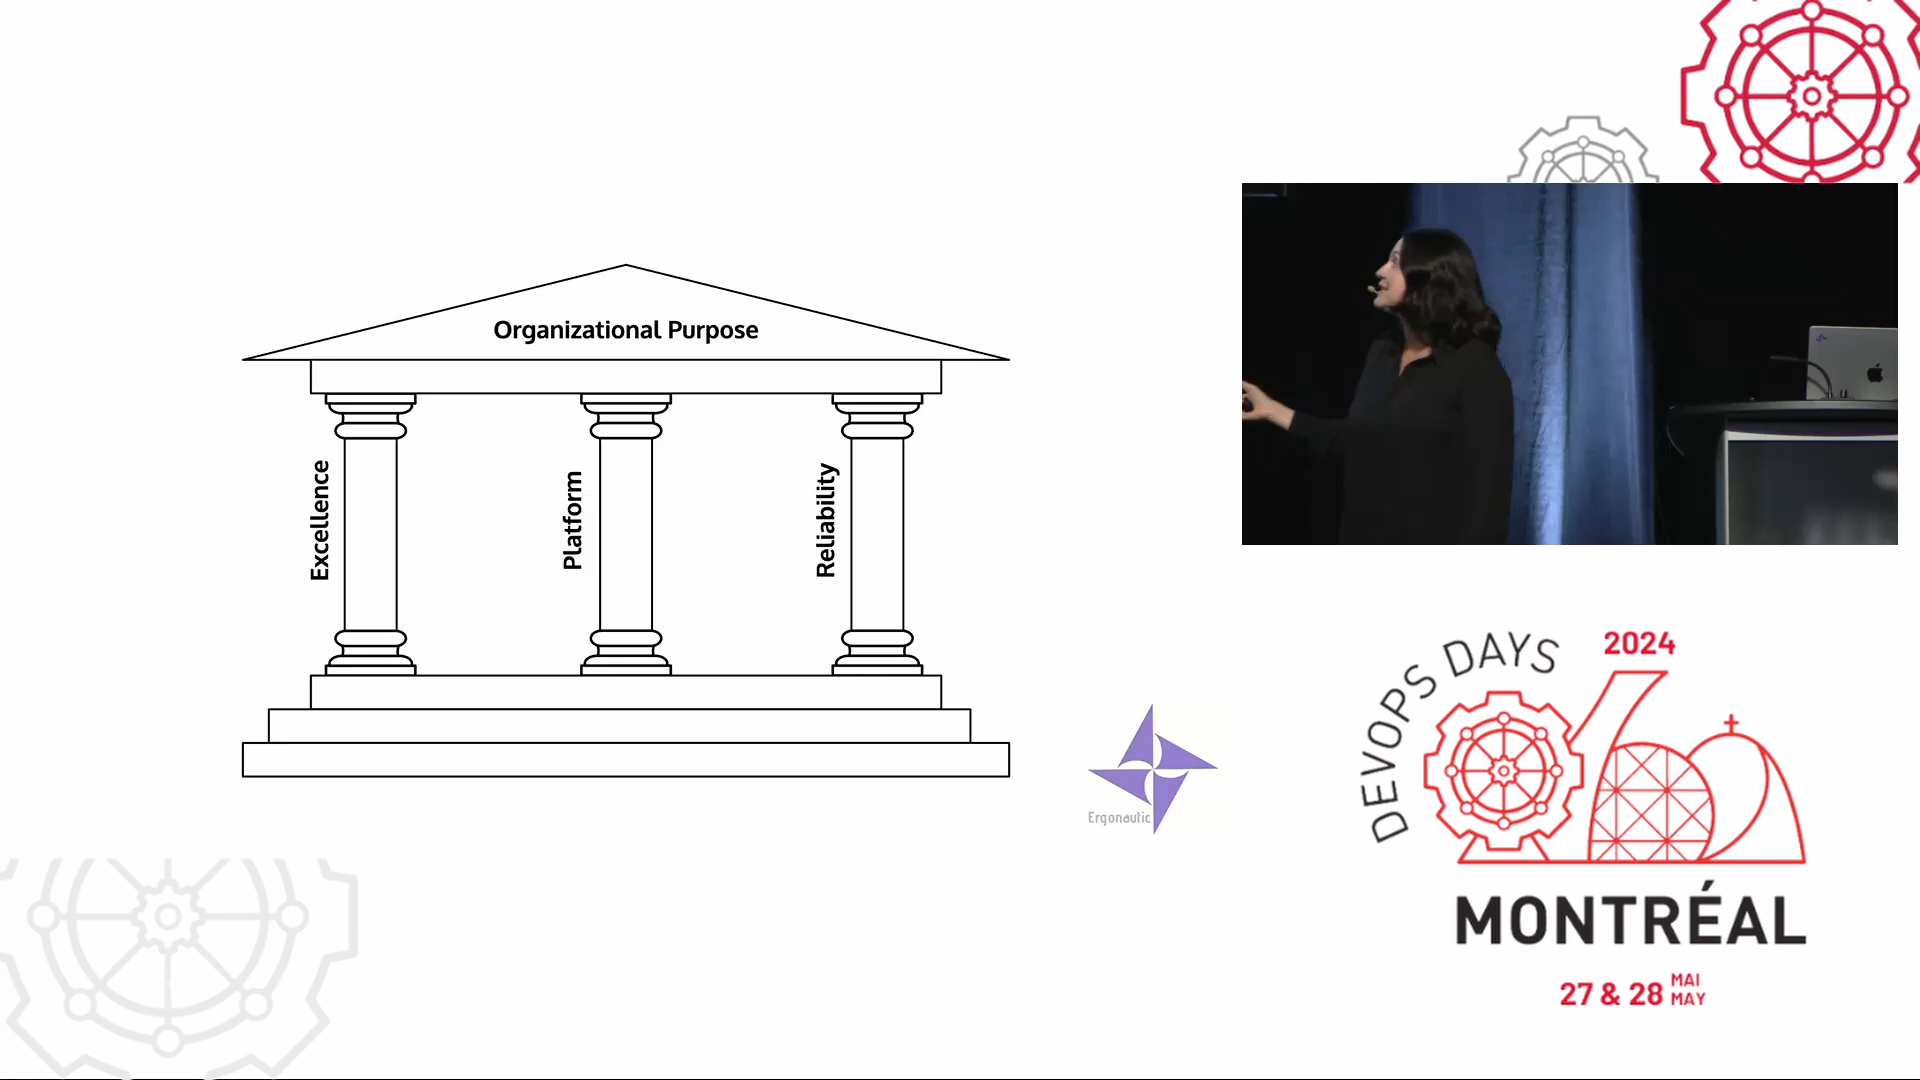 Organizational Purpose
Excellence
Platform
Reliability
Ergonautic
DEVOPS DAYS
2024
MONTRÉAL
27 & 28 MAI
MAY